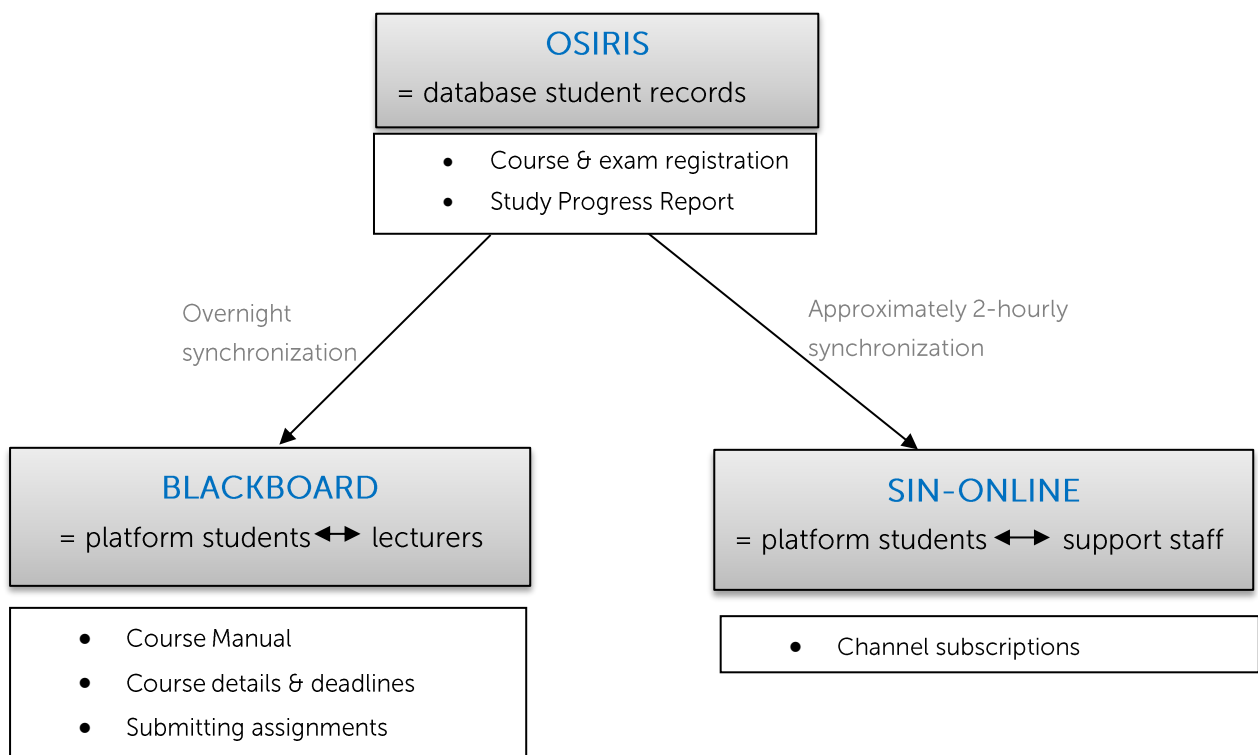 OSIRIS
= database student records
• Course & exam registration
• Study Progress Report
Overnight
synchronization
Approximately 2-hourly
synchronization
BLACKBOARD
= platform students ↔ lecturers
• Course Manual
• Course details & deadlines
• Submitting assignments
SIN-ONLINE
= platform students ↔ support staff
• Channel subscriptions